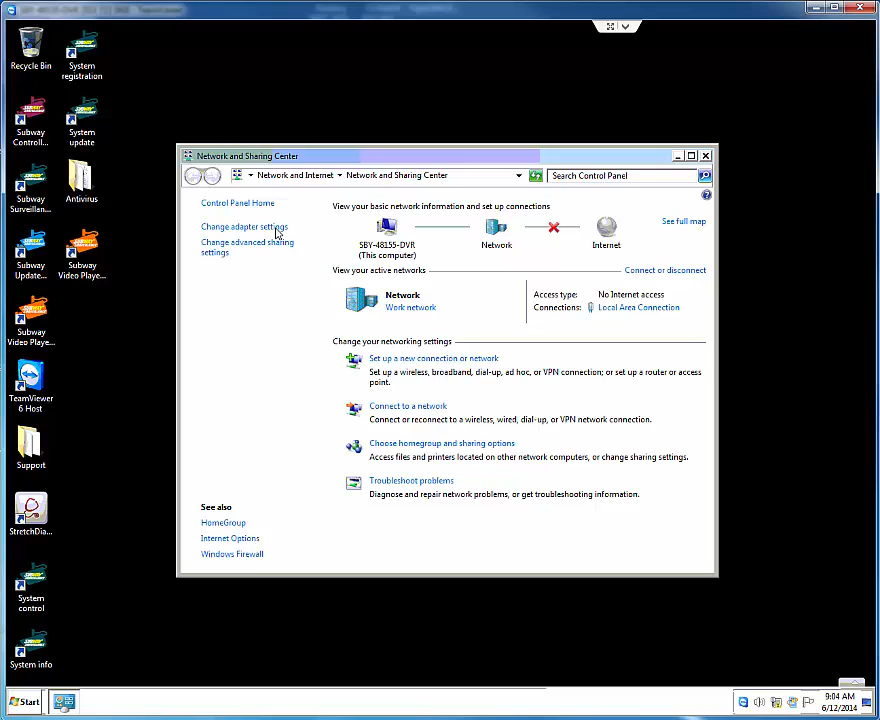 Recycle Bin
System
registration
Subway
Controll...
System
update
Subway
Surveillan...
Antivirus
Subway
Update...
Subway
Video Playe...
Subway
Video Playe...
TeamViewer
6 Host
Support
StretchDia...
System
control
System info
Network and Sharing Center
Network and Internet
Network and Sharing Center
Search Control Panel
Control Panel Home
Change adapter settings
Change advanced sharing
settings
See also
HomeGroup
Internet Options
Windows Firewall
View your basic network information and set up connections
See full map
SBY-48155-DVR
(This computer)
Network
Internet
View your active networks
Connect or disconnect
Network
Work network
Access type: No Internet access
Connections: Local Area Connection
Change your networking settings
Set up a new connection or network
Set up a wireless, broadband, dial-up, ad hoc, or VPN connection; or set up a router or access
point.
Connect to a network
Connect or reconnect to a wireless, wired, dial-up, or VPN network connection.
Choose homegroup and sharing options
Access files and printers located on other network computers, or change sharing settings.
Troubleshoot problems
Diagnose and repair network problems, or get troubleshooting information.
Start
9:04 AM
6/12/2014